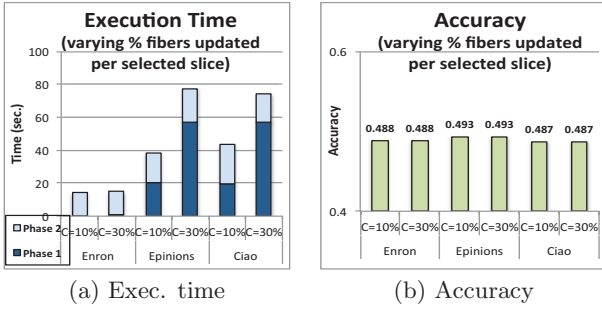 Execution Time
(varying % fibers updated
per selected slice)
Time (sec.)
100
80
60
40
20
0
Phase 2
Phase 1
C=10%
C=30%
C=10%
C=30%
C=10%
C=30%
Enron
Epinions
Ciao
(a) Exec. time
Accuracy
(varying % fibers updated
per selected slice)
Accuracy
0.6
0.4
0.488
0.488
0.493
0.493
0.487
0.487
C=10%
C=30%
C=10%
C=30%
C=10%
C=30%
Enron
Epinions
Ciao
(b) Accuracy